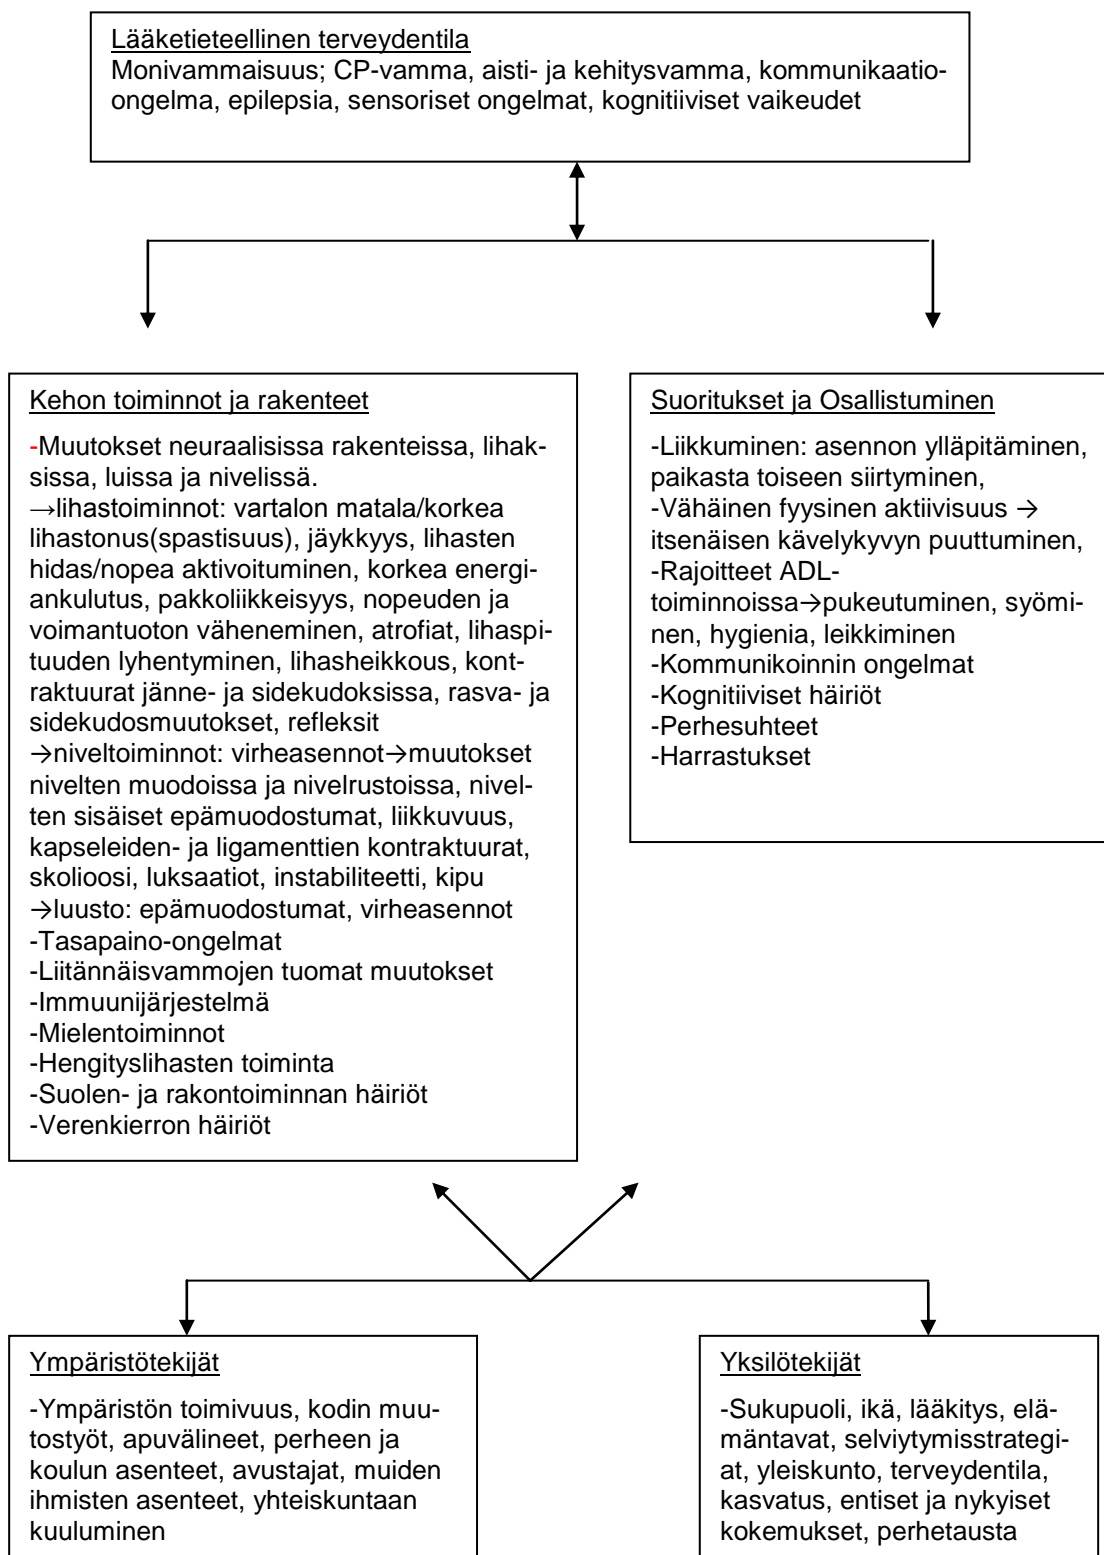 Lääketieteellinen terveydentila
Monivammaisuus; CP-vamma, aisti- ja kehitysvamma, kommunikaatio-
ongelma, epilepsia, sensoriset ongelmat, kognitiiviset vaikeudet
Kehon toiminnot ja rakenteet
-Muutokset neuraalisissa rakenteissa, lihak-
sissa, luissa ja nivelissä.
→lihastoiminnot: vartalon matala/korkea
lihastonus(spastisuus), jäykkyys, lihasten
hidas/nopea aktivoituminen, korkea energi-
ankulutus, pakkoliikkeisyys, nopeuden ja
voimantuoton väheneminen, atrofiat, lihaspi-
tuuden lyhentyminen, lihasheikkous, kont-
raktuurat jänne- ja sidekudoksissa, rasva- ja
sidekudosmuutokset, refleksit
→niveltoiminnot: virheasennot→muutokset
nivelten muodoissa ja nivelrustoissa, nivel-
ten sisäiset epämuodostumat, liikkuvuus,
kapseleiden- ja ligamenttien kontraktuurat,
skolioosi, luksaatiot, instabiliteetti, kipu
→luusto: epämuodostumat, virheasennot
-Tasapaino-ongelmat
-Liitännäisvammojen tuomat muutokset
-Immuunijärjestelmä
-Mielentoiminnot
-Hengityslihasten toiminta
-Suolen- ja rakontoiminnan häiriöt
-Verenkierron häiriöt
Suoritukset ja Osallistuminen
-Liikkuminen: asennon ylläpitäminen,
paikasta toiseen siirtyminen,
-Vähäinen fyysinen aktiivisuus →
itsenäisen kävelykyvyn puuttuminen,
-Rajoitteet ADL-
toiminnoissa→pukeutuminen, syömi-
nen, hygienia, leikkiminen
-Kommunikoinnin ongelmat
-Kognitiiviset häiriöt
-Perhesuhteet
-Harrastukset
Ympäristötekijät
-Ympäristön toimivuus, kodin muu-
tostyöt, apuvälineet, perheen ja
koulun asenteet, avustajat, muiden
ihmisten asenteet, yhteiskuntaan
kuuluminen
Yksilötekijät
-Sukupuoli, ikä, lääkitys, elä-
mäntavat, selviytymisstrategi-
at, yleiskunto, terveydentila,
kasvatus, entiset ja nykyiset
kokemukset, perhetausta